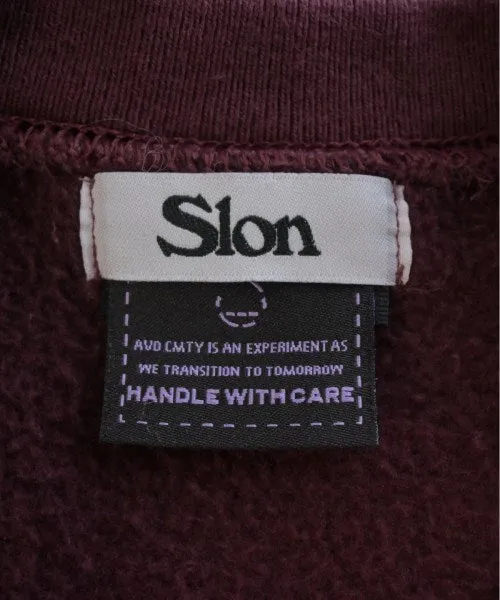 Slon
AVD CMTY IS AN EXPERIMENT AS
WE TRANSITION TO TOMORROW
HANDLE WITH CARE